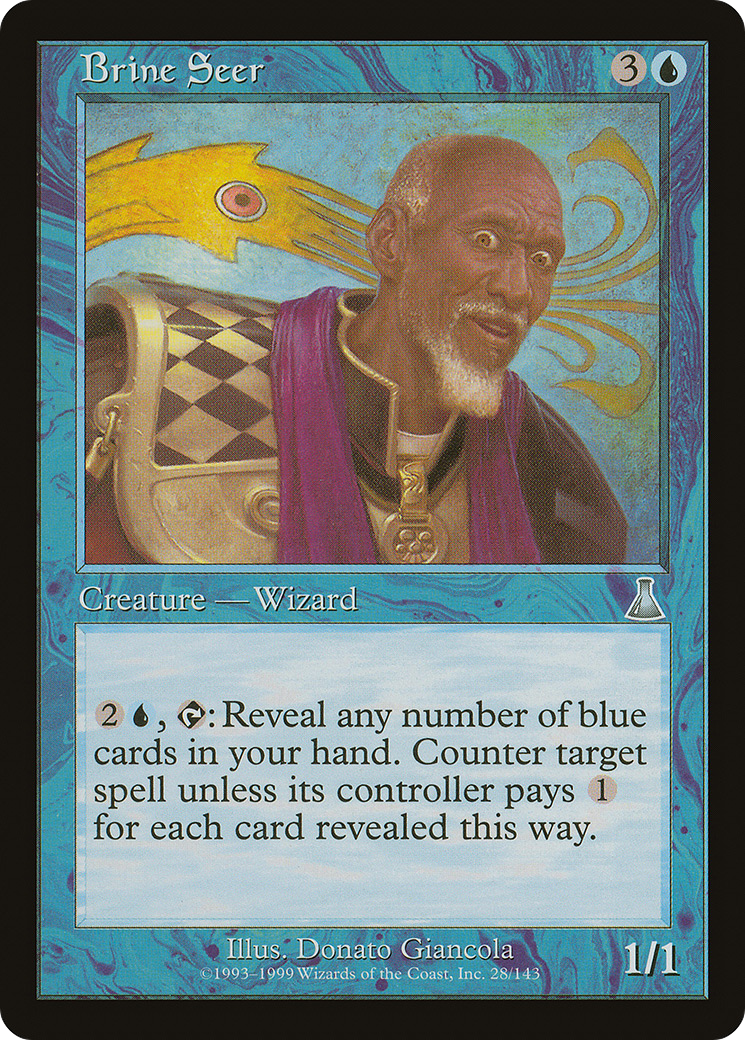 Brine Seer 3
Creature — Wizard
2 , : Reveal any number of blue
cards in your hand. Counter target
spell unless its controller pays 1
for each card revealed this way.
Illus. Donato Giancola
©1993–1999 Wizards of the Coast, Inc. 28/143
1/1